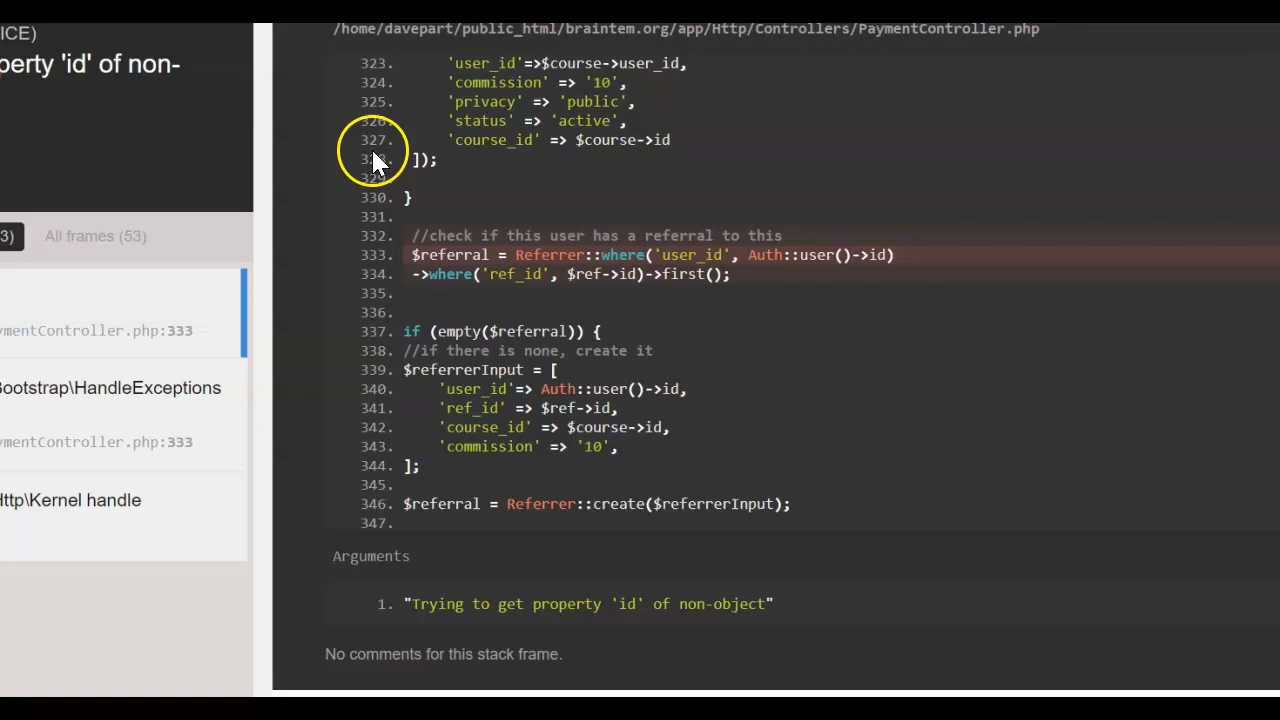 ICE)
perty 'id' of non-
3)
All frames (53)
ymentController.php:333
Bootstrap\HandleExceptions
ymentController.php:333
Http\Kernel handle
/home/davepart/public_html/braintem.org/app/Http/Controllers/PaymentController.php
323. 'user_id'=>$course->user_id,
324. 'commission' => '10',
325. 'privacy' => 'public',
326. 'status' => 'active',
327. 'course_id' => $course->id
328. ]);
329.
330. }
331.
332. //check if this user has a referral to this
333. $referral = Referrer::where('user_id', Auth::user()->id)
334. ->where('ref_id', $ref->id)->first();
335.
336.
337. if (empty($referral)) {
338. //if there is none, create it
339. $referrerInput = [
340. 'user_id'=> Auth::user()->id,
341. 'ref_id' => $ref->id,
342. 'course_id' => $course->id,
343. 'commission' => '10',
344. ];
345.
346. $referral = Referrer::create($referrerInput);
347.
Arguments
1. "Trying to get property 'id' of non-object"
No comments for this stack frame.